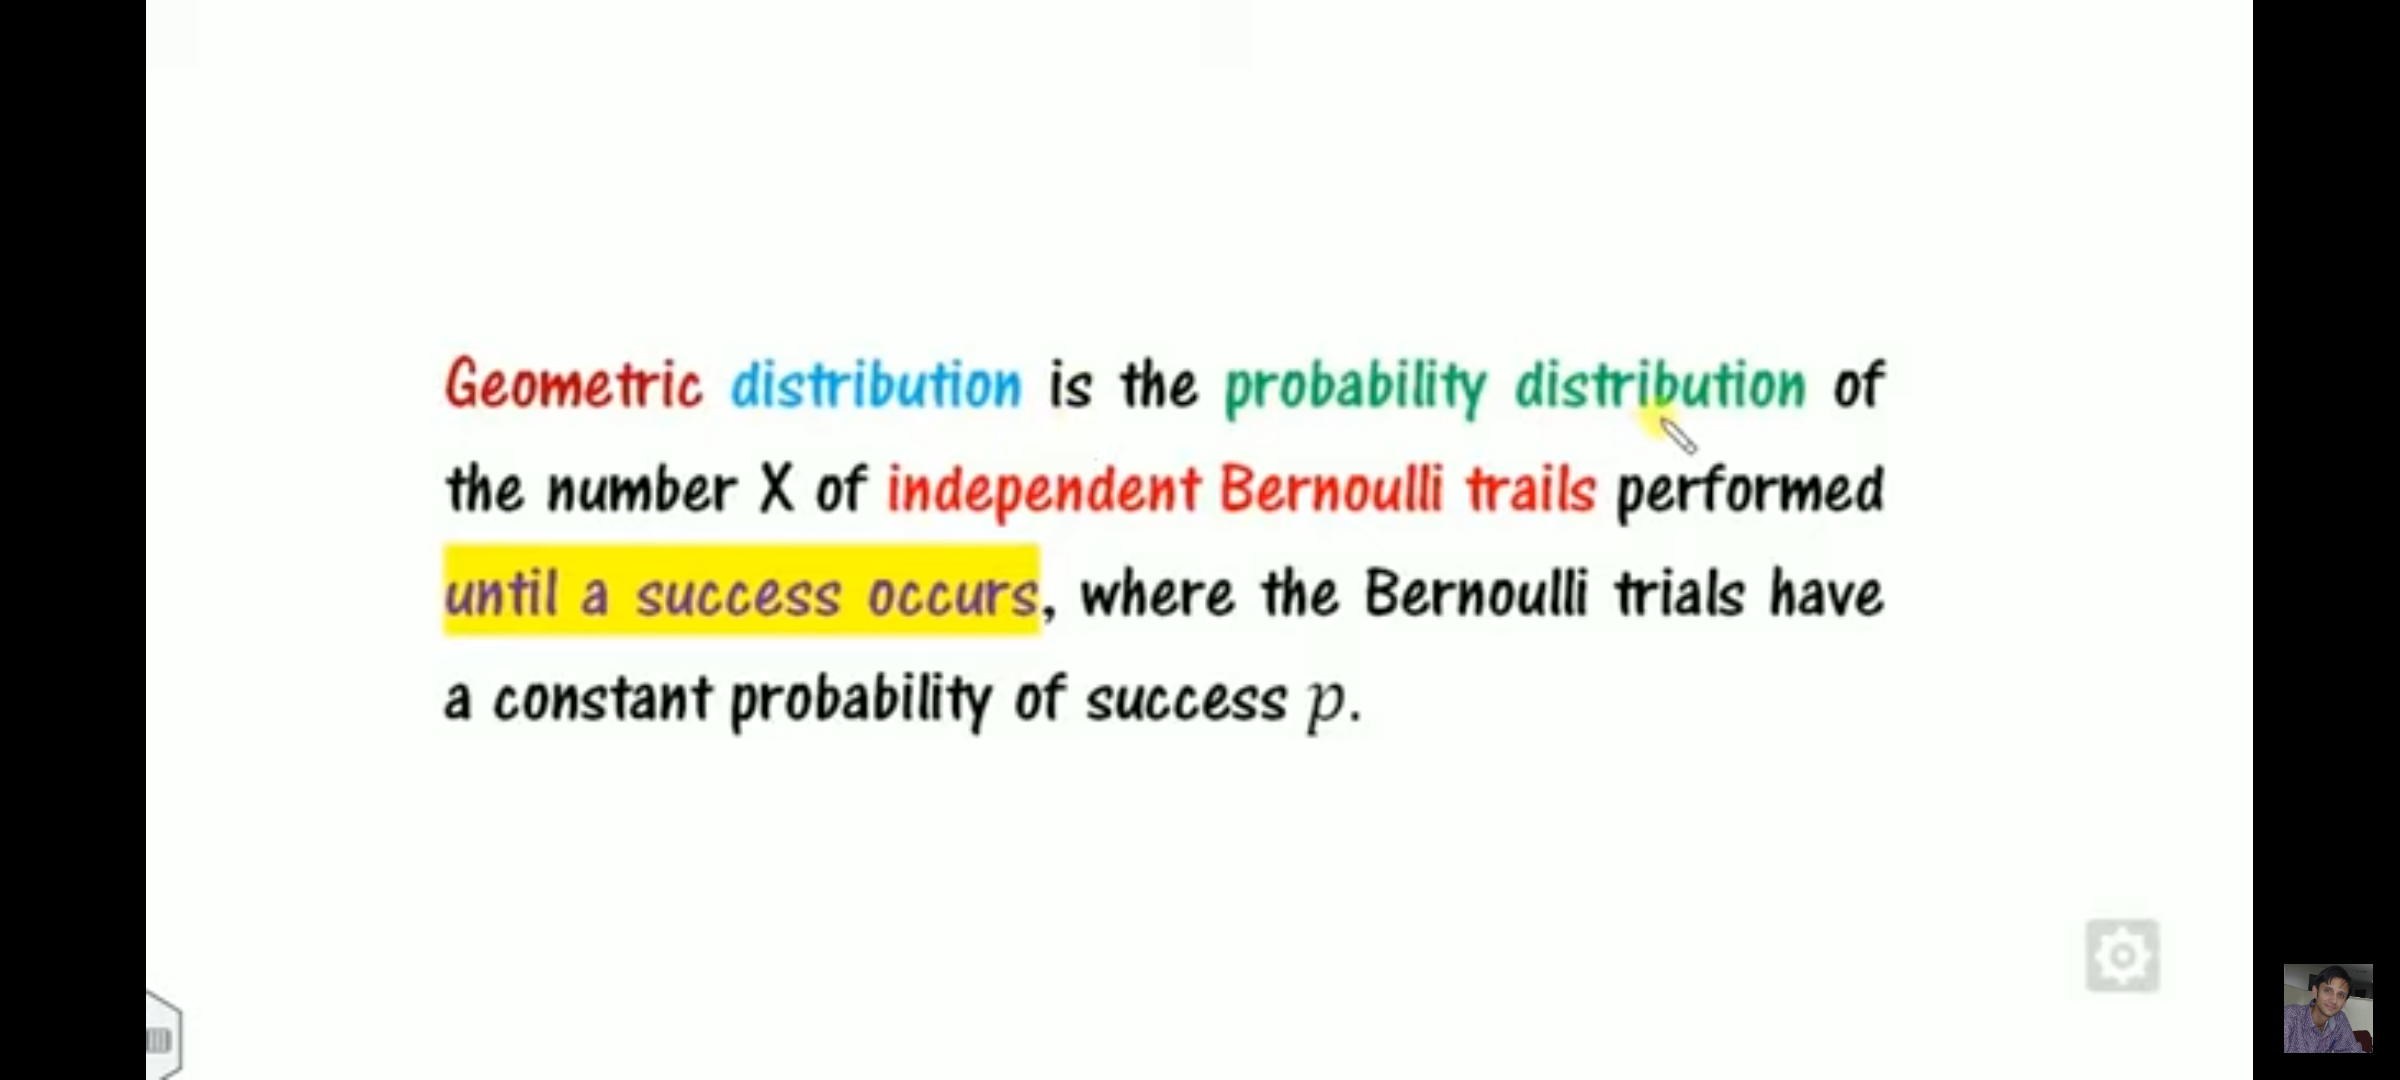 Geometric distribution is the probability distribution of
the number X of independent Bernoulli trails performed
until a success occurs, where the Bernoulli trials have
a constant probability of success p.